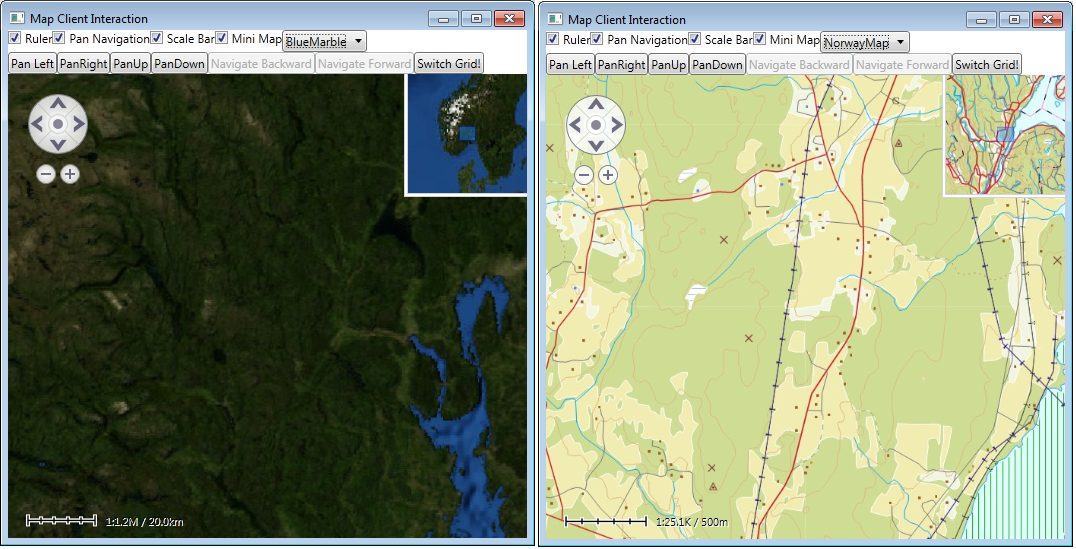 Map Client Interaction
Ruler Pan Navigation Scale Bar Mini Map BlueMarble
Pan Left PanRight PanUp PanDown Navigate Backward Navigate Forward Switch Grid!
1:1.2M / 20.0km
Map Client Interaction
Ruler Pan Navigation Scale Bar Mini Map NorwayMap
Pan Left PanRight PanUp PanDown Navigate Backward Navigate Forward Switch Grid!
1:25.1K / 500m